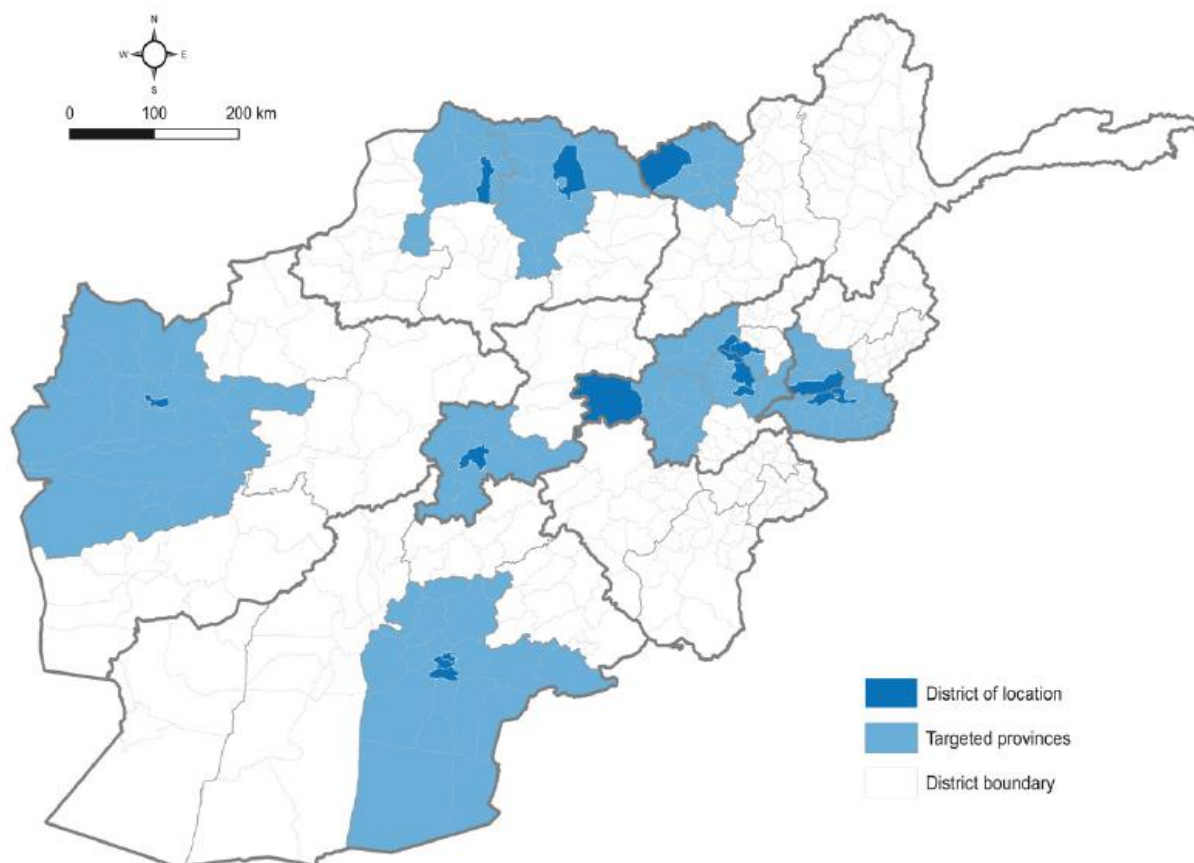 N
W E
S
0 100 200 km
District of location
Targeted provinces
District boundary